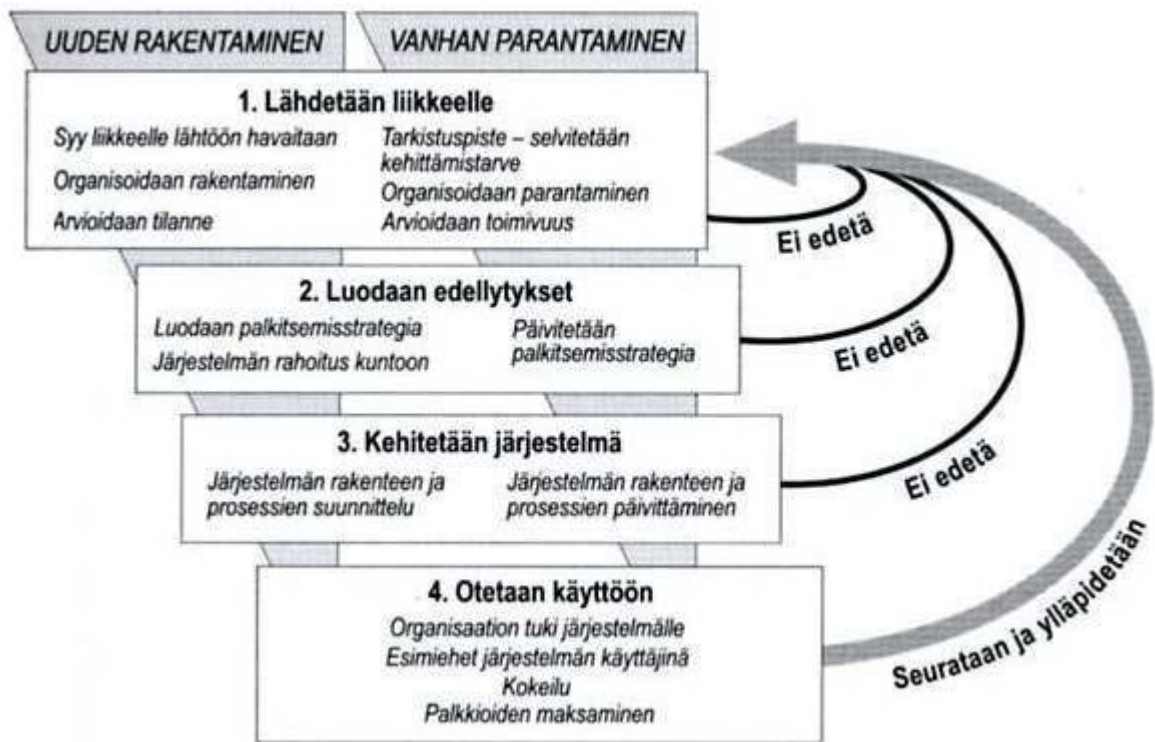 UUDEN RAKENTAMINEN
VANHAN PARANTAMINEN
1. Lähdetään liikkeelle
Syy liikkeelle lähtöön havaitaan
Organisoidaan rakentaminen
Arvioidaan tilanne
Tarkistuspiste – selvitetään
kehittämistarve
Organisoidaan parantaminen
Arvioidaan toimivuus
Ei edetä
2. Luodaan edellytykset
Luodaan palkitsemisstrategia
Järjestelmän rahoitus kuntoon
Päivitetään
palkitsemisstrategia
Ei edetä
3. Kehitetään järjestelmä
Järjestelmän rakenteen ja
prosessien suunnittelu
Järjestelmän rakenteen ja
prosessien päivittäminen
Ei edetä
4. Otetaan käyttöön
Organisaation tuki järjestelmälle
Esimiehet järjestelmän käyttäjinä
Kokeilu
Palkkioiden maksaminen
Seurataan ja ylläpidetään